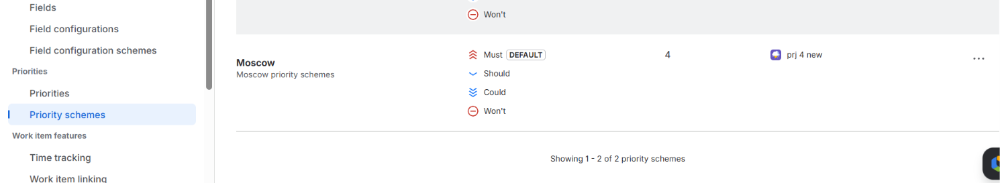 Fields
Field configurations
Field configuration schemes
Priorities
Priorities
Priority schemes
Work item features
Time tracking
Work item linking
Won't
Moscow
Moscow priority schemes
Must DEFAULT
Should
Could
Won't
4
prj 4 new
Showing 1 - 2 of 2 priority schemes